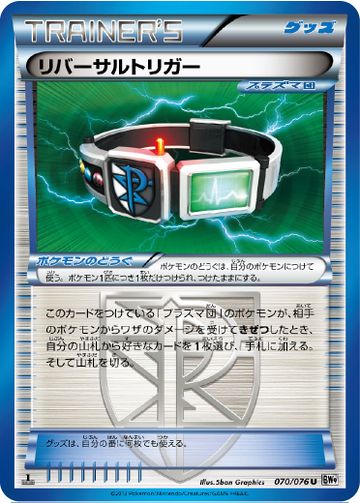 TRAINER'S
グッズ
リバーサルトリガー
プラズマ団
ポケモンのどうぐ
ポケモンのどうぐは、自分のポケモンにつけて
使う。ポケモン1匹につき1枚だけつけられ、つけたままにする。
このカードをつけている「プラズマ団」のポケモンが、相手
のポケモンからワザのダメージを受けてきぜつしたとき、
自分の山札から好きなカードを1枚選び、「手札に加える。
そして山札を切る。
グッズは、自分の番に何枚でも使える。
Illus.5ban Graphics
070/076 U
BW9